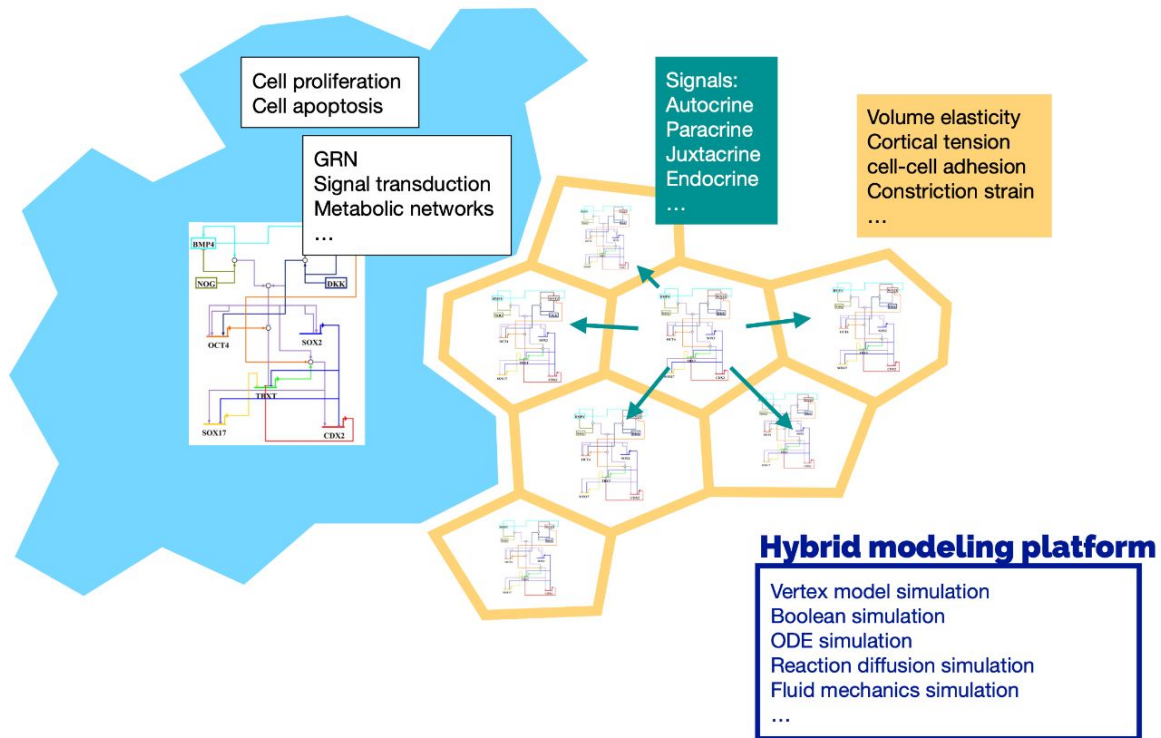 Cell proliferation
Cell apoptosis
GRN
Signal transduction
Metabolic networks
...
Signals:
Autocrine
Paracrine
Juxtacrine
Endocrine
...
Volume elasticity
Cortical tension
cell-cell adhesion
Constriction strain
...
BMP4
NOG
DKK
OCT4
SOX2
TBXT
SOX17
CDX2
Hybrid modeling platform
Vertex model simulation
Boolean simulation
ODE simulation
Reaction diffusion simulation
Fluid mechanics simulation
...